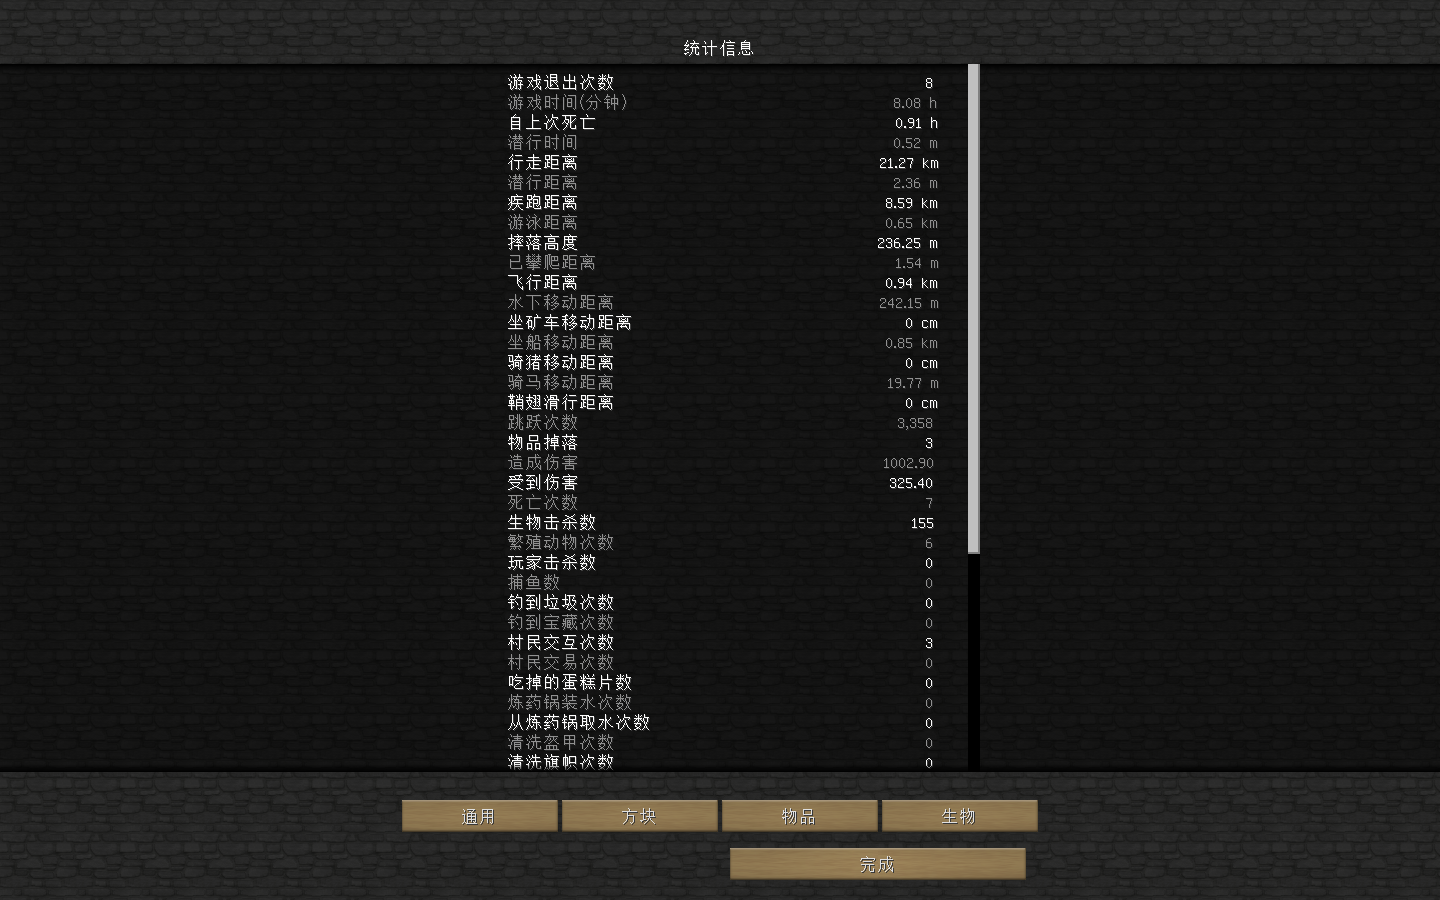 统计信息
游戏退出次数 8
游戏时间(分钟) 8.08 h
自上次死亡 0.91 h
潜行时间 0.52 m
行走距离 21.27 km
潜行距离 2.36 m
疾跑距离 8.59 km
游泳距离 0.65 km
摔落高度 236.25 m
已攀爬距离 1.54 m
飞行距离 0.94 km
水下移动距离 242.15 m
坐矿车移动距离 0 cm
坐船移动距离 0.85 km
骑猪移动距离 0 cm
骑马移动距离 19.77 m
鞘翅滑行距离 0 cm
跳跃次数 3,358
物品掉落 3
造成伤害 1002.90
受到伤害 325.40
死亡次数 7
生物击杀数 155
繁殖动物次数 6
玩家击杀数 0
捕鱼数 0
钓到垃圾次数 0
钓到宝藏次数 0
村民交互次数 3
村民交易次数 0
吃掉的蛋糕片数 0
炼药锅装水次数 0
从炼药锅取水次数 0
清洗盔甲次数 0
清洗旗帜次数 0
通用 方块 物品 生物
完成